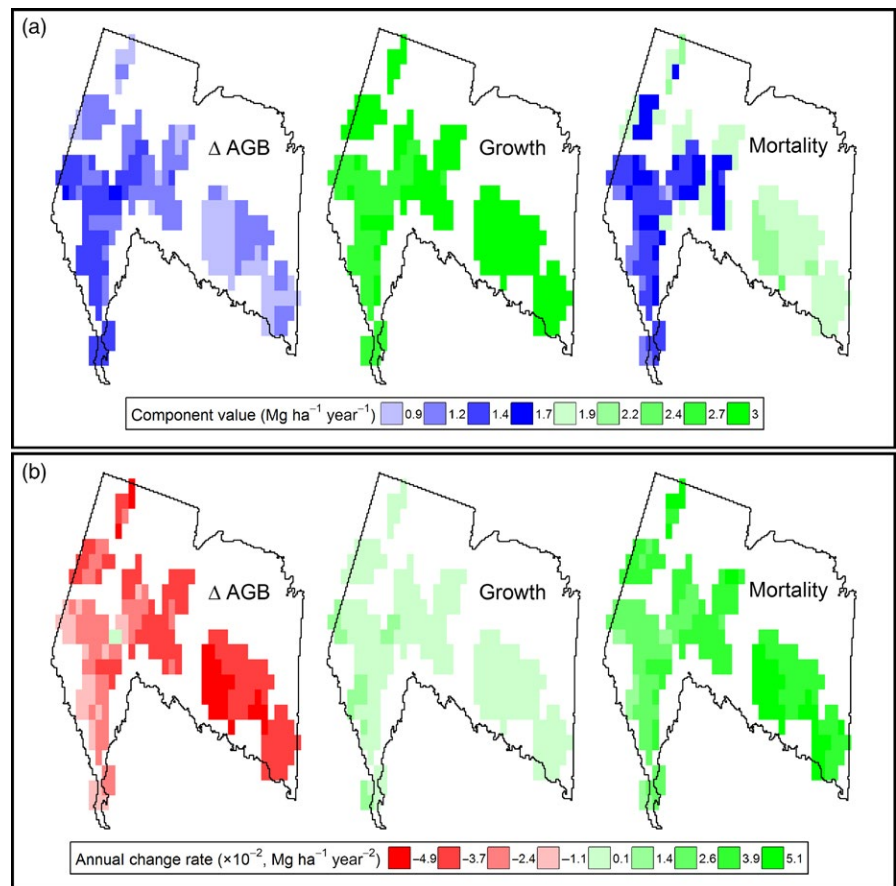 (a)
Δ AGB
Growth
Mortality
Component value (Mg ha⁻¹ year⁻¹) 0.9 1.2 1.4 1.7 1.9 2.2 2.4 2.7 3
(b)
Δ AGB
Growth
Mortality
Annual change rate (×10⁻², Mg ha⁻¹ year⁻²) −4.9 −3.7 −2.4 −1.1 0.1 1.4 2.6 3.9 5.1